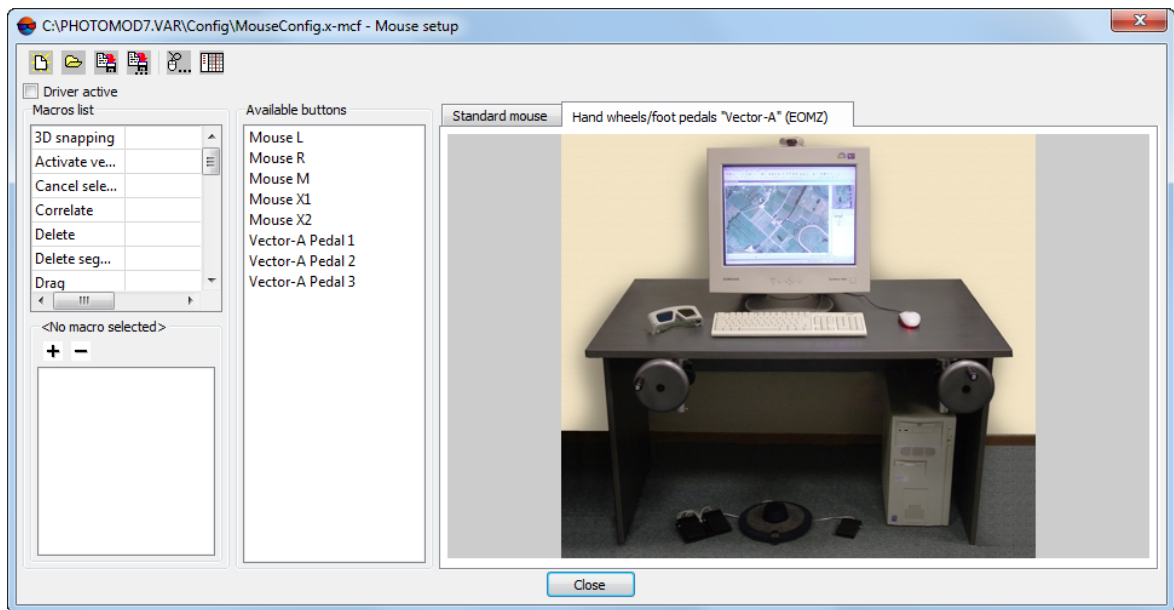 C:\PHOTOMOD7.VAR\Config\MouseConfig.x-mcf - Mouse setup
Driver active
Macros list
3D snapping
Activate ve...
Cancel sele...
Correlate
Delete
Delete seg...
Drag
<No macro selected>
Available buttons
Mouse L
Mouse R
Mouse M
Mouse X1
Mouse X2
Vector-A Pedal 1
Vector-A Pedal 2
Vector-A Pedal 3
Standard mouse
Hand wheels/foot pedals "Vector-A" (EOMZ)
Close